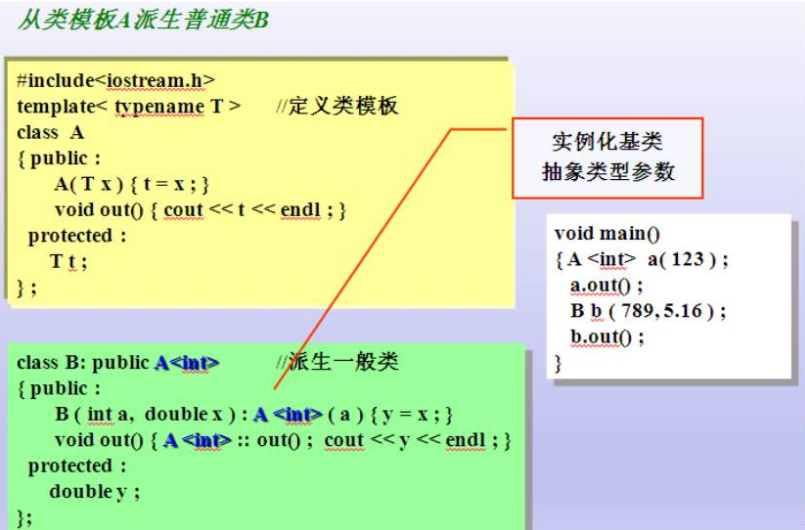 从类模板A派生普通类B
#include<iostream.h>
template< typename T > //定义类模板
class A
{ public :
A( T x ) { t = x ; }
void out() { cout << t << endl ; }
protected :
T t ;
} ;
实例化基类
抽象类型参数
void main()
{ A <int> a( 123 ) ;
a.out() ;
B b ( 789, 5.16 ) ;
b.out() ;
}
class B: public A<int> //派生一般类
{ public :
B ( int a, double x ) : A <int> ( a ) { y = x ; }
void out() { A <int> :: out() ; cout << y << endl ; }
protected :
double y ;
};